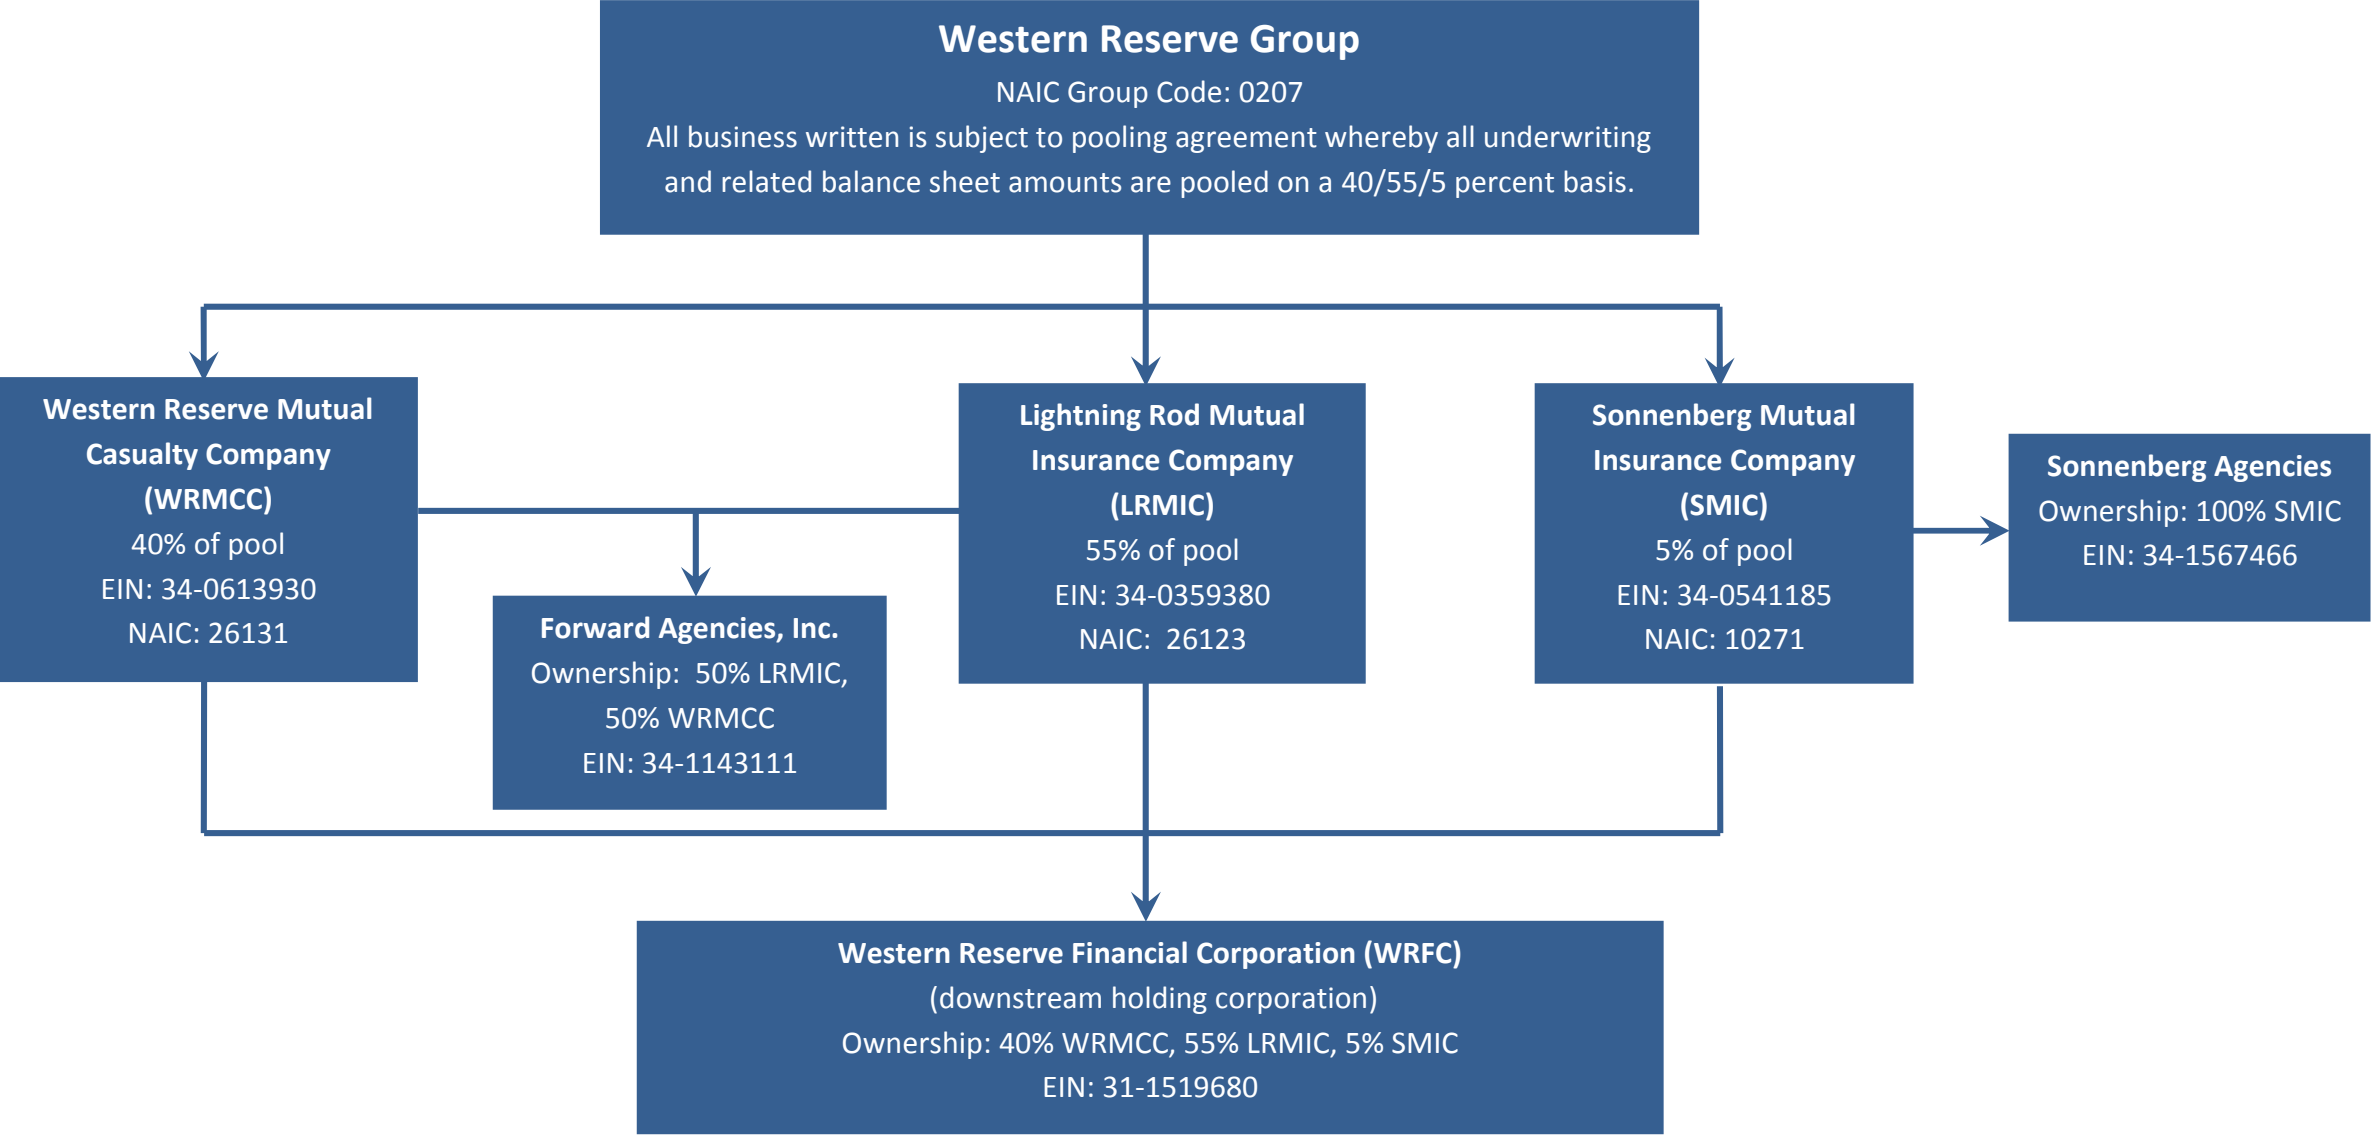 Western Reserve Group
NAIC Group Code: 0207
All business written is subject to pooling agreement whereby all underwriting
and related balance sheet amounts are pooled on a 40/55/5 percent basis.
Western Reserve Mutual
Casualty Company
(WRMCC)
40% of pool
EIN: 34-0613930
NAIC: 26131
Forward Agencies, Inc.
Ownership:  50% LRMIC,
50% WRMCC
EIN: 34-1143111
Lightning Rod Mutual
Insurance Company
(LRMIC)
55% of pool
EIN: 34-0359380
NAIC:  26123
Sonnenberg Mutual
Insurance Company
(SMIC)
5% of pool
EIN: 34-0541185
NAIC: 10271
Sonnenberg Agencies
Ownership: 100% SMIC
EIN: 34-1567466
Western Reserve Financial Corporation (WRFC)
(downstream holding corporation)
Ownership: 40% WRMCC, 55% LRMIC, 5% SMIC
EIN: 31-1519680